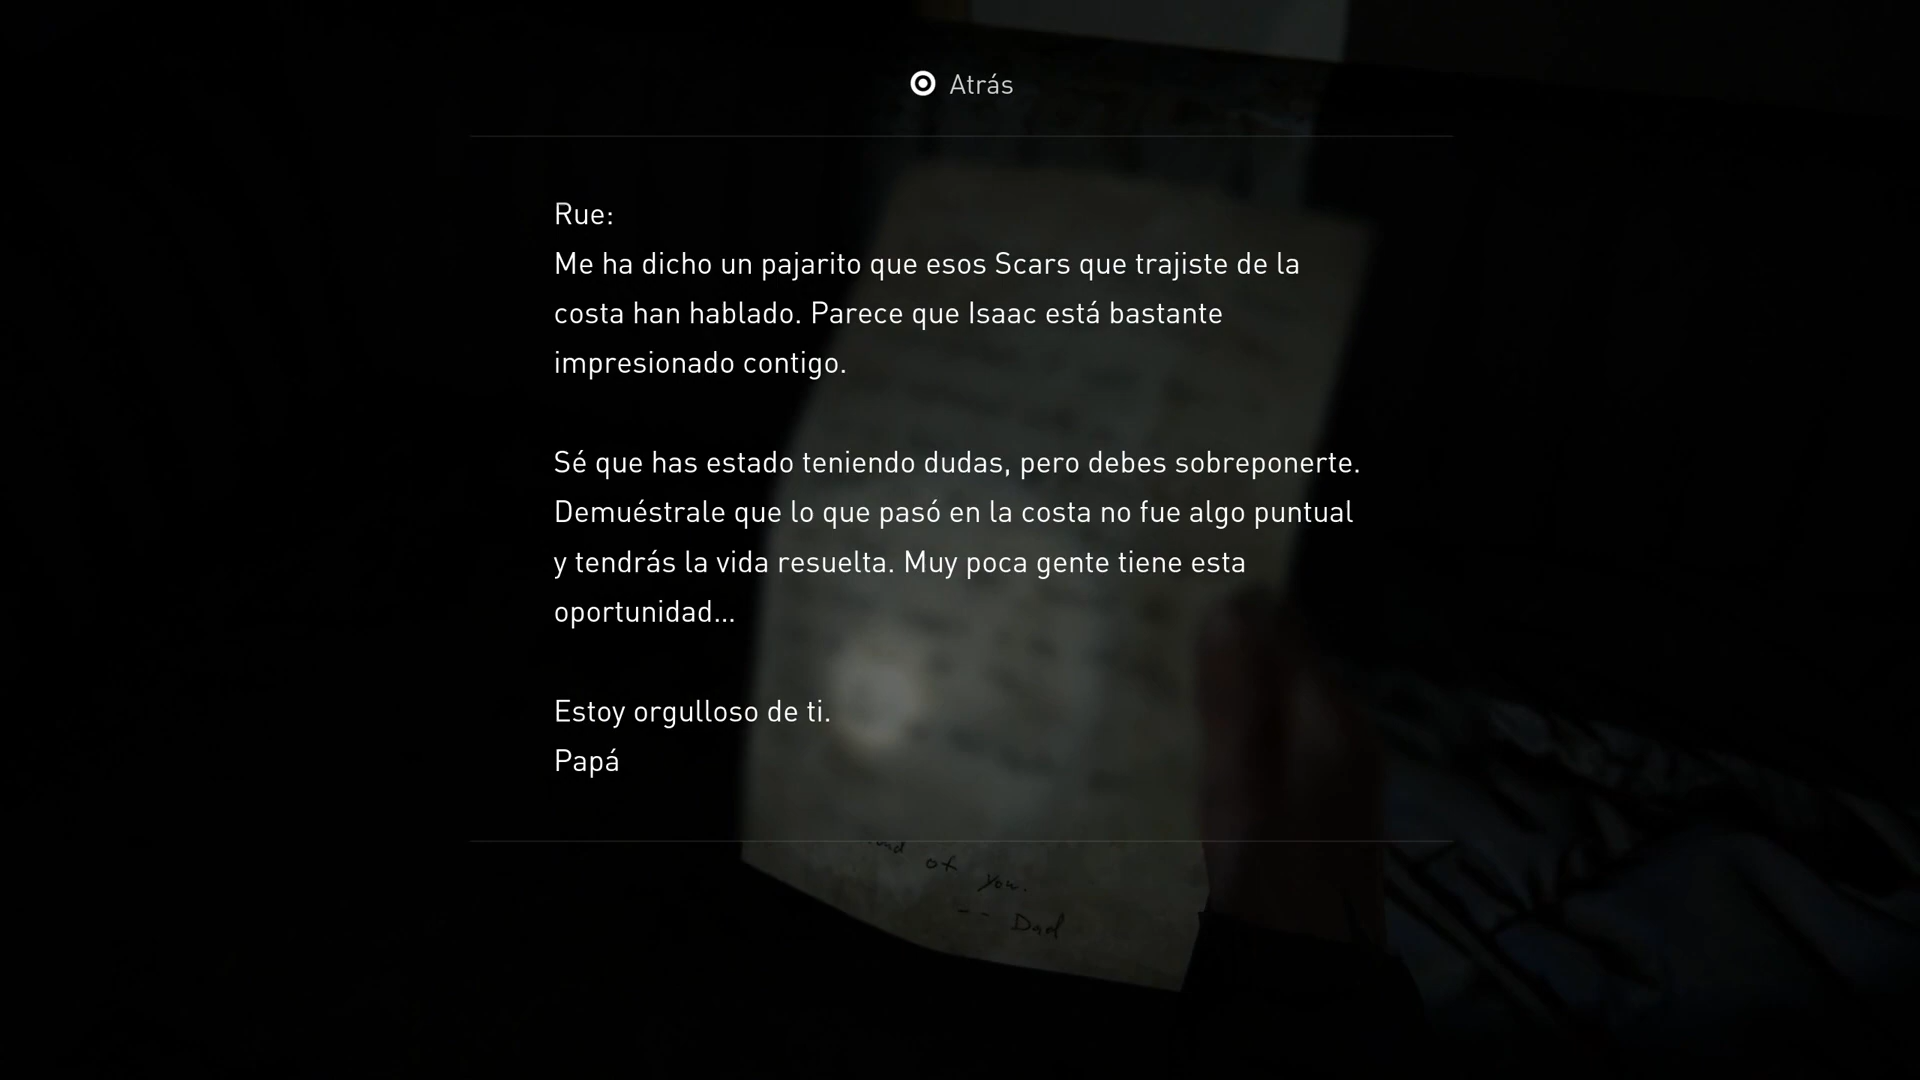 Atrás
Rue:
Me ha dicho un pajarito que esos Scars que trajiste de la
costa han hablado. Parece que Isaac está bastante
impresionado contigo.
Sé que has estado teniendo dudas, pero debes sobreponerte.
Demuéstrale que lo que pasó en la costa no fue algo puntual
y tendrás la vida resuelta. Muy poca gente tiene esta
oportunidad...
Estoy orgulloso de ti.
Papá
of you.
-- Dad